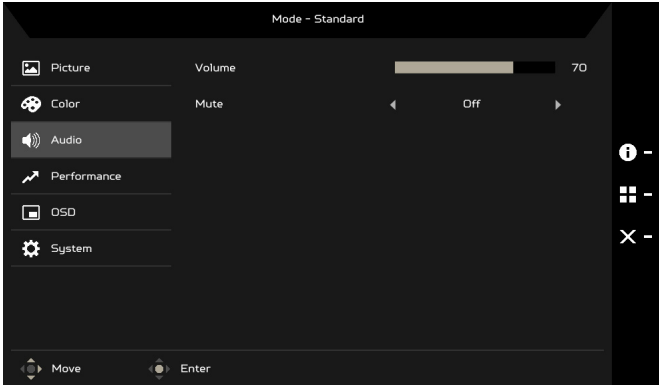 Mode - Standard
Picture
Volume
70
Color
Mute
Off
Audio
Performance
OSD
System
Move
Enter